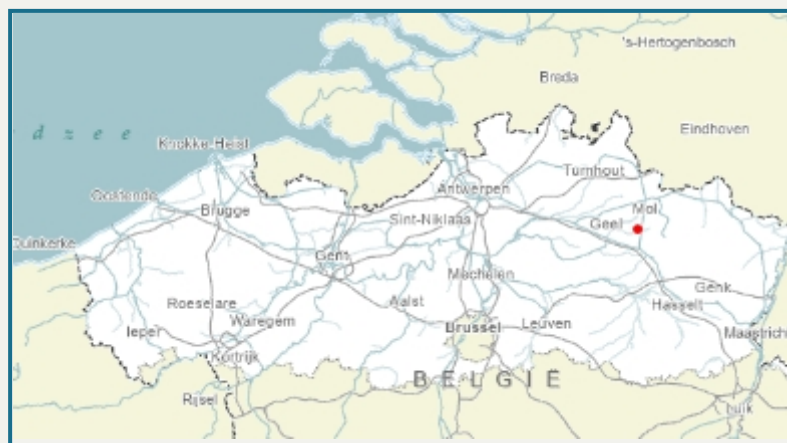 's-Hertogenbosch
Breda
d z e e
Eindhoven
Knokke-Heist
Turnhout
Antwerpen
Oostende
Mol
Brugge
Sint-Niklaas
Geel
Duinkerke
Gent
Mechelen
Genk
Roeselare
Aalst
Hasselt
Waregem
Ieper
Brussel
Leuven
Maastrich
Kortrijk
BELGIË
Rijsel
Luik